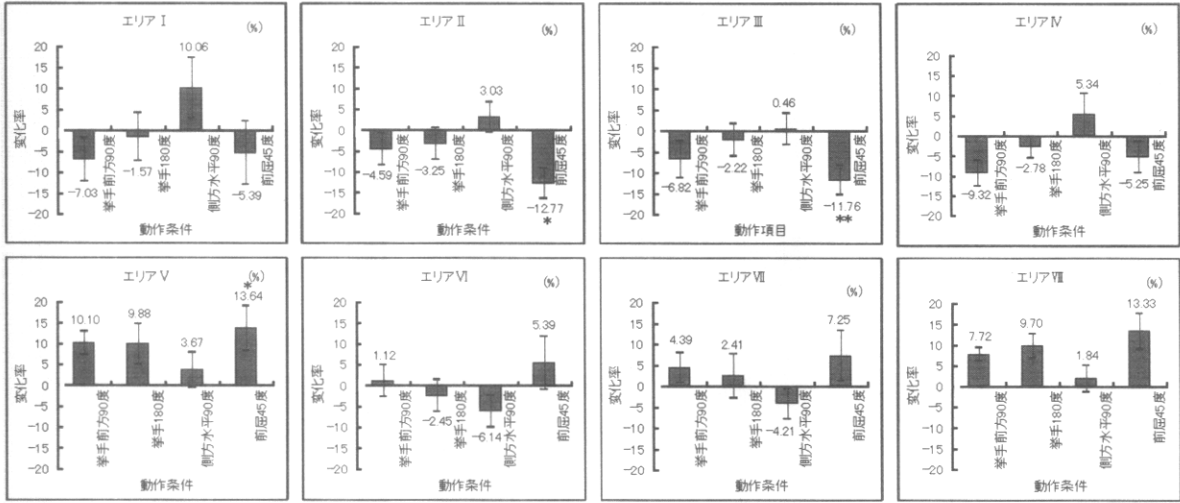 エリア Ⅰ
(%)
20
15
10
5
0
−5
−10
−15
−20
変化率
−7.03
−1.57
10.06
−5.39
挙手前方90度
挙手180度
側方水平90度
前屈45度
動作条件
エリア Ⅱ
(%)
20
15
10
5
0
−5
−10
−15
−20
変化率
−4.59
−3.25
3.03
−12.77
*
挙手前方90度
挙手180度
側方水平90度
前屈45度
動作条件
エリア Ⅲ
(%)
20
15
10
5
0
−5
−10
−15
−20
変化率
−6.82
−2.22
0.46
−11.76
**
挙手前方90度
挙手180度
側方水平90度
前屈45度
動作項目
エリア Ⅳ
(%)
20
15
10
5
0
−5
−10
−15
−20
変化率
−9.32
−2.78
5.34
−5.25
挙手前方90度
挙手180度
側方水平90度
前屈45度
動作条件
エリア Ⅴ
(%)
20
15
10
5
0
−5
−10
−15
−20
変化率
10.10
9.88
3.67
*
13.64
挙手前方90度
挙手180度
側方水平90度
前屈45度
動作条件
エリア Ⅵ
(%)
20
15
10
5
0
−5
−10
−15
−20
変化率
1.12
−2.45
−6.14
5.39
挙手前方90度
挙手180度
側方水平90度
前屈45度
動作条件
エリア Ⅶ
(%)
20
15
10
5
0
−5
−10
−15
−20
変化率
4.39
2.41
−4.21
7.25
挙手前方90度
挙手180度
側方水平90度
前屈45度
動作条件
エリア Ⅷ
(%)
20
15
10
5
0
−5
−10
−15
−20
変化率
7.72
9.70
1.84
13.33
挙手前方90度
挙手180度
側方水平90度
前屈45度
動作条件